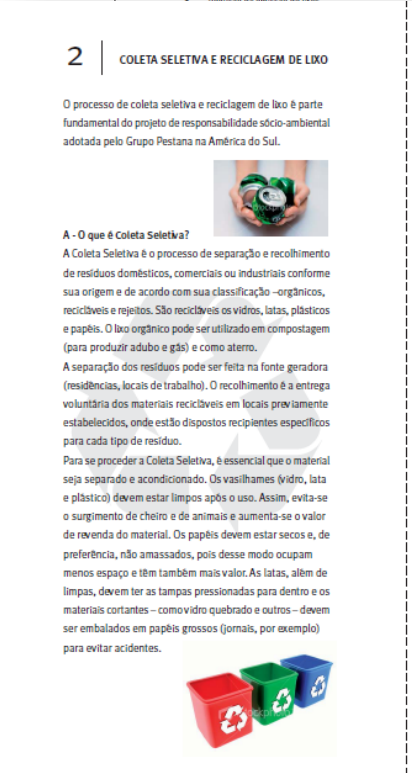 2
COLETA SELETIVA E RECICLAGEM DE LIXO
O processo de coleta seletiva e reciclagem de lixo é parte
fundamental do projeto de responsabilidade sócio-ambiental
adotada pelo Grupo Pestana na América do Sul.
A - O que é Coleta Seletiva?
A Coleta Seletiva é o processo de separação e recolhimento
de resíduos domésticos, comerciais ou industriais conforme
sua origem e de acordo com sua classificação –orgânicos,
recicláveis e rejeitos. São recicláveis os vidros, latas, plásticos
e papéis. O lixo orgânico pode ser utilizado em compostagem
(para produzir adubo e gás) e como aterro.
A separação dos resíduos pode ser feita na fonte geradora
(residências, locais de trabalho). O recolhimento é a entrega
voluntária dos materiais recicláveis em locais previamente
estabelecidos, onde estão dispostos recipientes específicos
para cada tipo de resíduo.
Para se proceder a Coleta Seletiva, é essencial que o material
seja separado e acondicionado. Os vasilhames (vidro, lata
e plástico) devem estar limpos após o uso. Assim, evita-se
o surgimento de cheiro e de animais e aumenta-se o valor
de revenda do material. Os papéis devem estar secos e, de
preferência, não amassados, pois desse modo ocupam
menos espaço e têm também mais valor. As latas, além de
limpas, devem ter as tampas pressionadas para dentro e os
materiais cortantes – como vidro quebrado e outros – devem
ser embalados em papéis grossos (jornais, por exemplo)
para evitar acidentes.